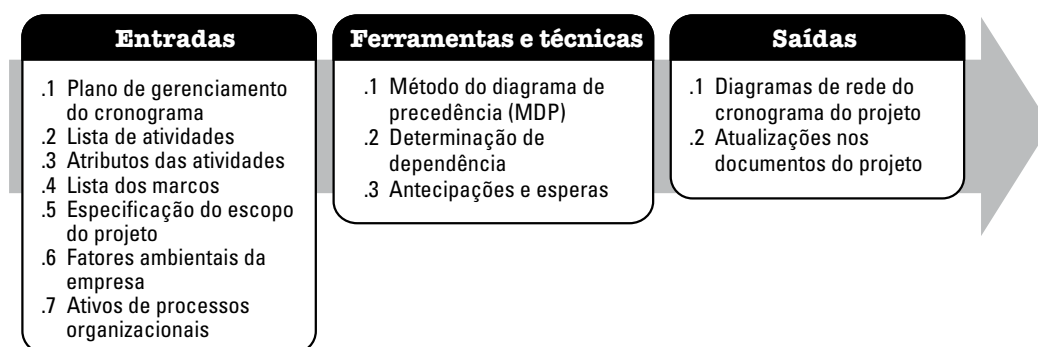 Entradas
.1 Plano de gerenciamento
do cronograma
.2 Lista de atividades
.3 Atributos das atividades
.4 Lista dos marcos
.5 Especificação do escopo
do projeto
.6 Fatores ambientais da
empresa
.7 Ativos de processos
organizacionais
Ferramentas e técnicas
.1 Método do diagrama de
precedência (MDP)
.2 Determinação de
dependência
.3 Antecipações e esperas
Saídas
.1 Diagramas de rede do
cronograma do projeto
.2 Atualizações nos
documentos do projeto